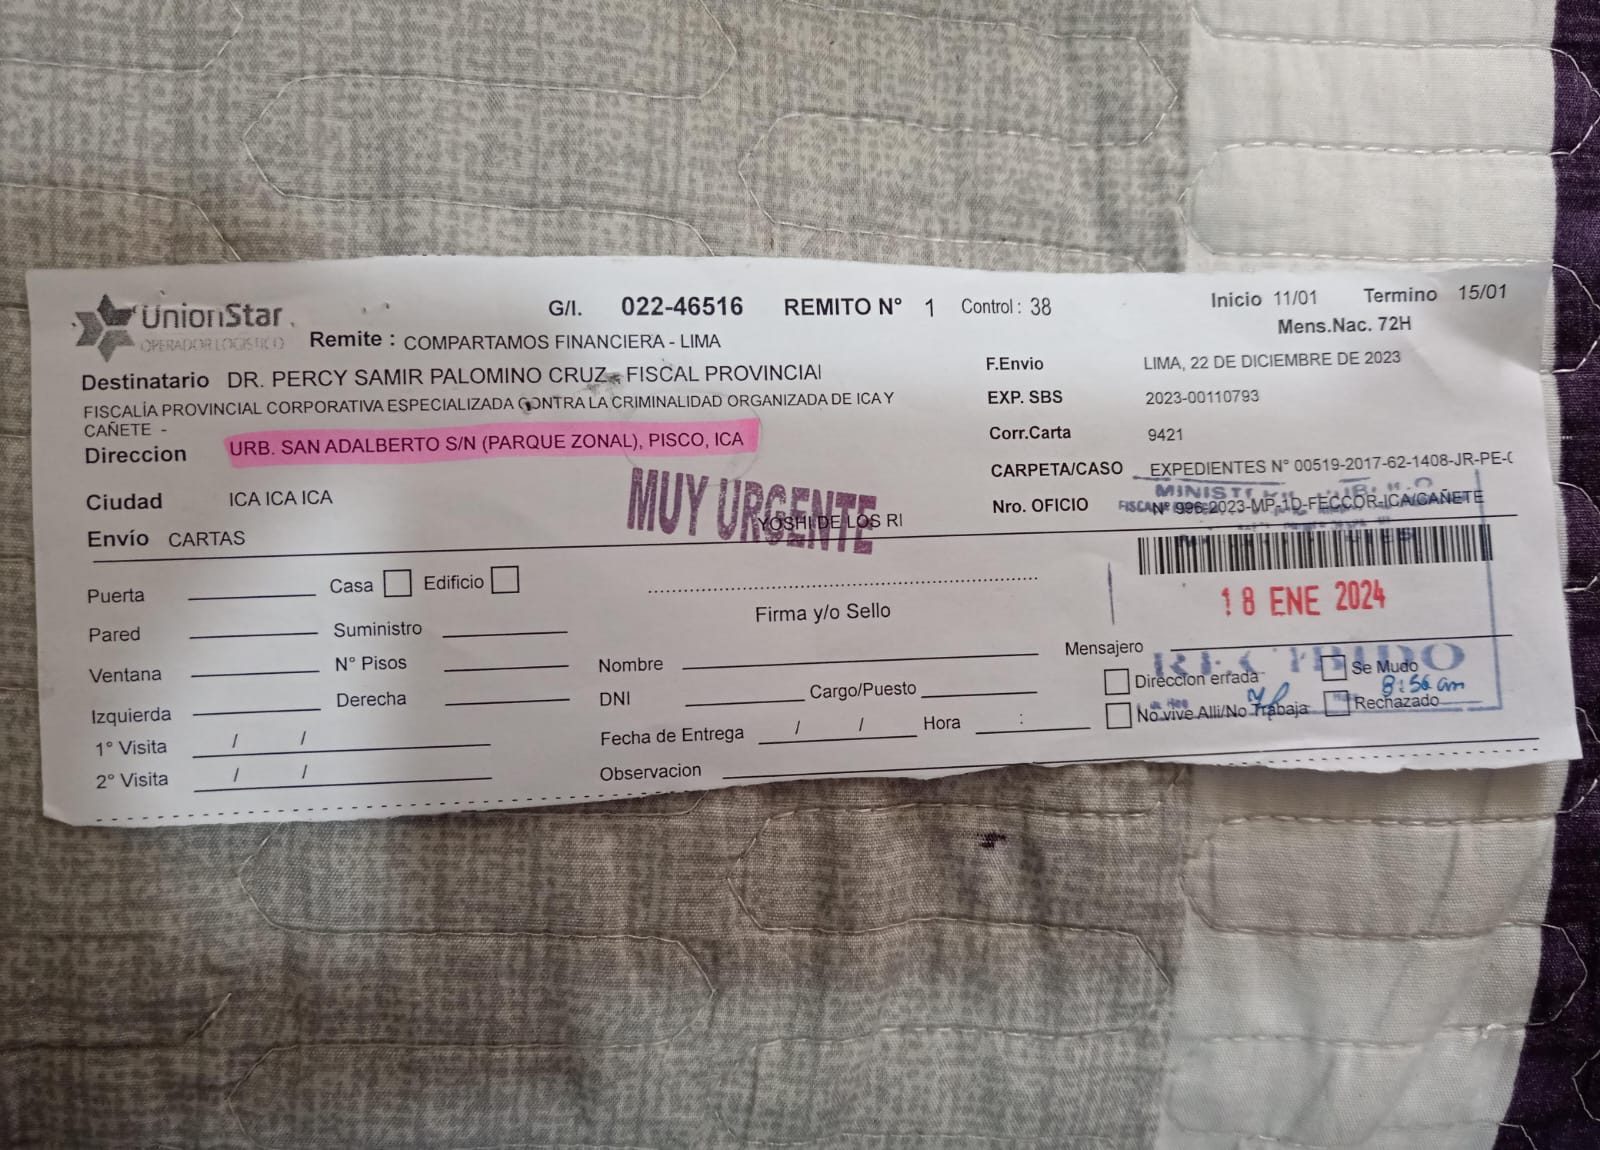 UnionStar G/I. 022-46516 REMITO N° 1 Control : 38 Inicio 11/01 Termino 15/01
OPERADOR LOGISTICO Remite : COMPARTAMOS FINANCIERA - LIMA Mens.Nac. 72H
Destinatario DR. PERCY SAMIR PALOMINO CRUZ - FISCAL PROVINCIAl F.Envio LIMA, 22 DE DICIEMBRE DE 2023
FISCALÍA PROVINCIAL CORPORATIVA ESPECIALIZADA CONTRA LA CRIMINALIDAD ORGANIZADA DE ICA Y EXP. SBS 2023-00110793
CAÑETE -
Direccion URB. SAN ADALBERTO S/N (PARQUE ZONAL), PISCO, ICA Corr.Carta 9421
CARPETA/CASO EXPEDIENTES N° 00519-2017-62-1408-JR-PE-
Ciudad ICA ICA ICA MUY URGENTE Nro. OFICIO N° 996-2023-MP-1D-FECCOR-ICA/CAÑETE
YOSHI DE LOS RI
Envío CARTAS
Puerta Casa Edificio
18 ENE 2024
Firma y/o Sello
Pared Suministro
Mensajero
RECIBIDO
Ventana N° Pisos Nombre Direccion errada Se Mudo
8:56 am
Izquierda Derecha DNI Cargo/Puesto No vive Alli/No Trabaja Rechazado
1° Visita / / Fecha de Entrega / / Hora :
2° Visita / / Observacion